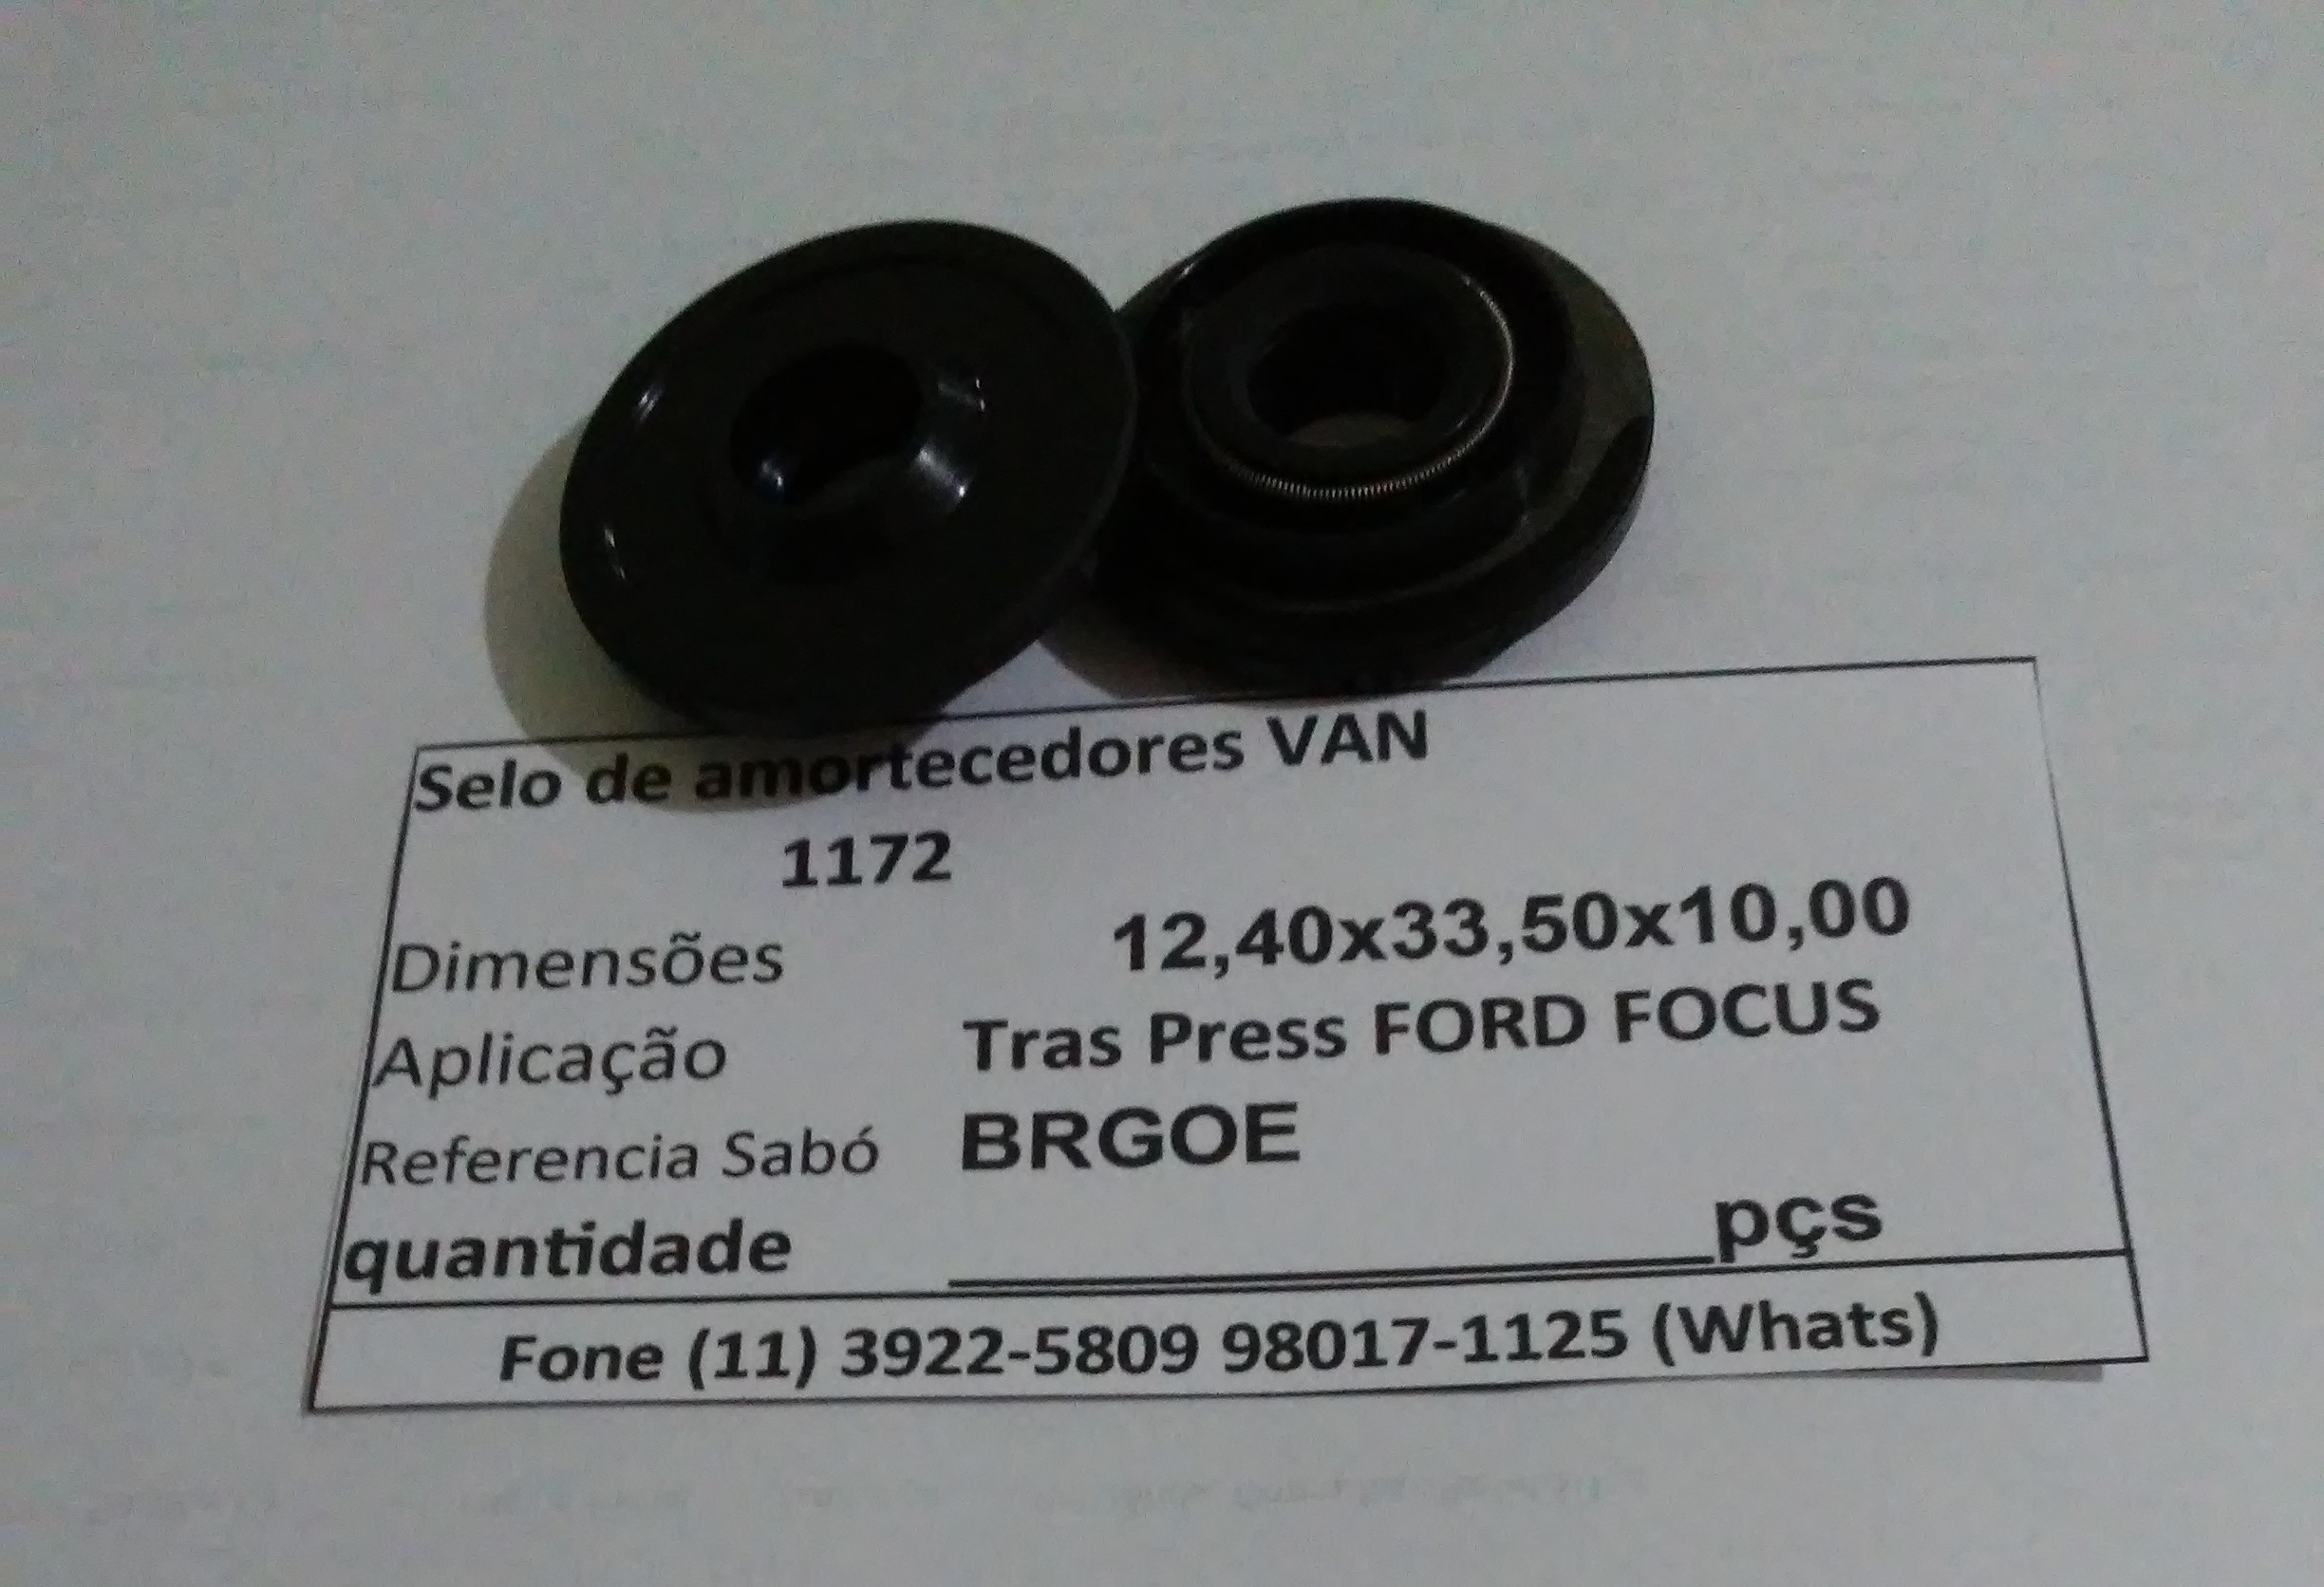 Selo de amortecedores VAN
1172
Dimensões 12,40x33,50x10,00
Aplicação Tras Press FORD FOCUS
Referencia Sabó BRGOE
quantidade ____________________pçs
Fone (11) 3922-5809 98017-1125 (Whats)